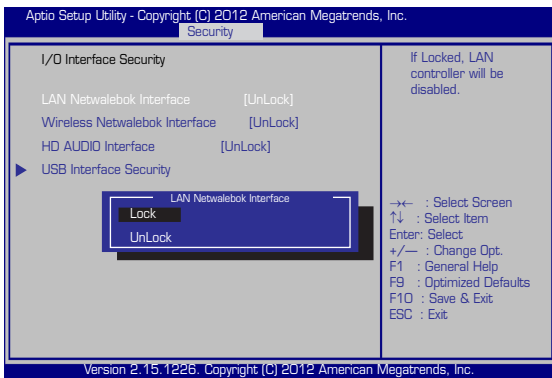 Aptio Setup Utility - Copyright (C) 2012 American Megatrends, Inc.
Security
I/O Interface Security
LAN Netwalebok Interface [UnLock]
Wireless Netwalebok Interface [UnLock]
HD AUDIO Interface [UnLock]
USB Interface Security
LAN Netwalebok Interface
Lock
UnLock
If Locked, LAN
controller will be
disabled.
→← : Select Screen
↑↓ : Select Item
Enter: Select
+/— : Change Opt.
F1 : General Help
F9 : Optimized Defaults
F10 : Save & Exit
ESC : Exit
Version 2.15.1226. Copyright (C) 2012 American Megatrends, Inc.